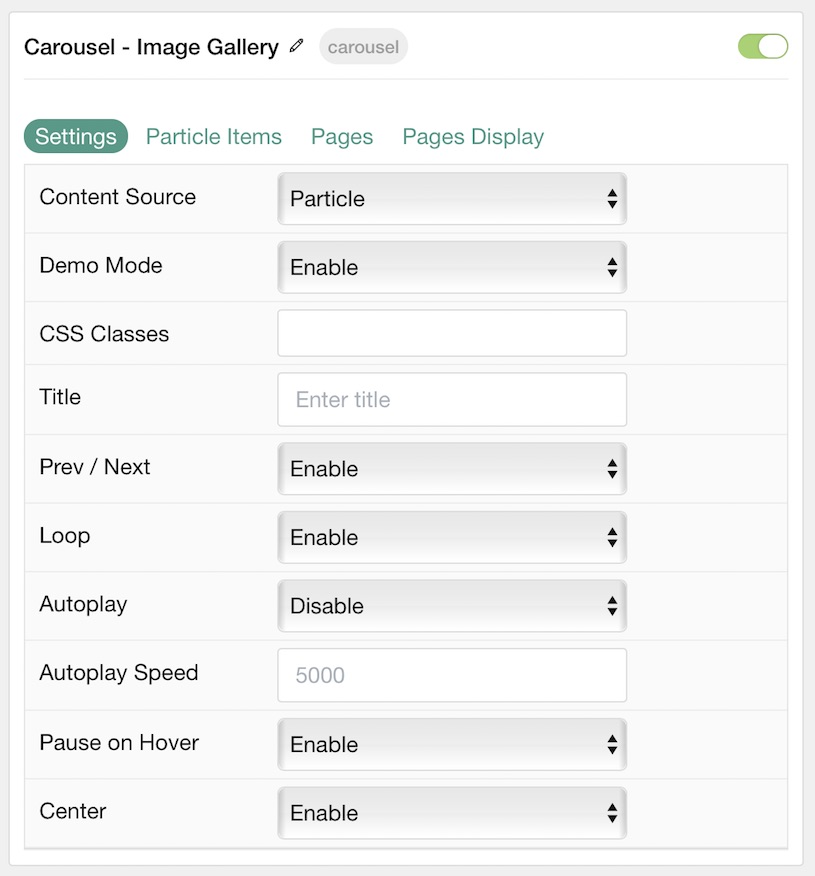 Carousel - Image Gallery carousel
Settings Particle Items Pages Pages Display
Content Source Particle
Demo Mode Enable
CSS Classes
Title Enter title
Prev / Next Enable
Loop Enable
Autoplay Disable
Autoplay Speed 5000
Pause on Hover Enable
Center Enable